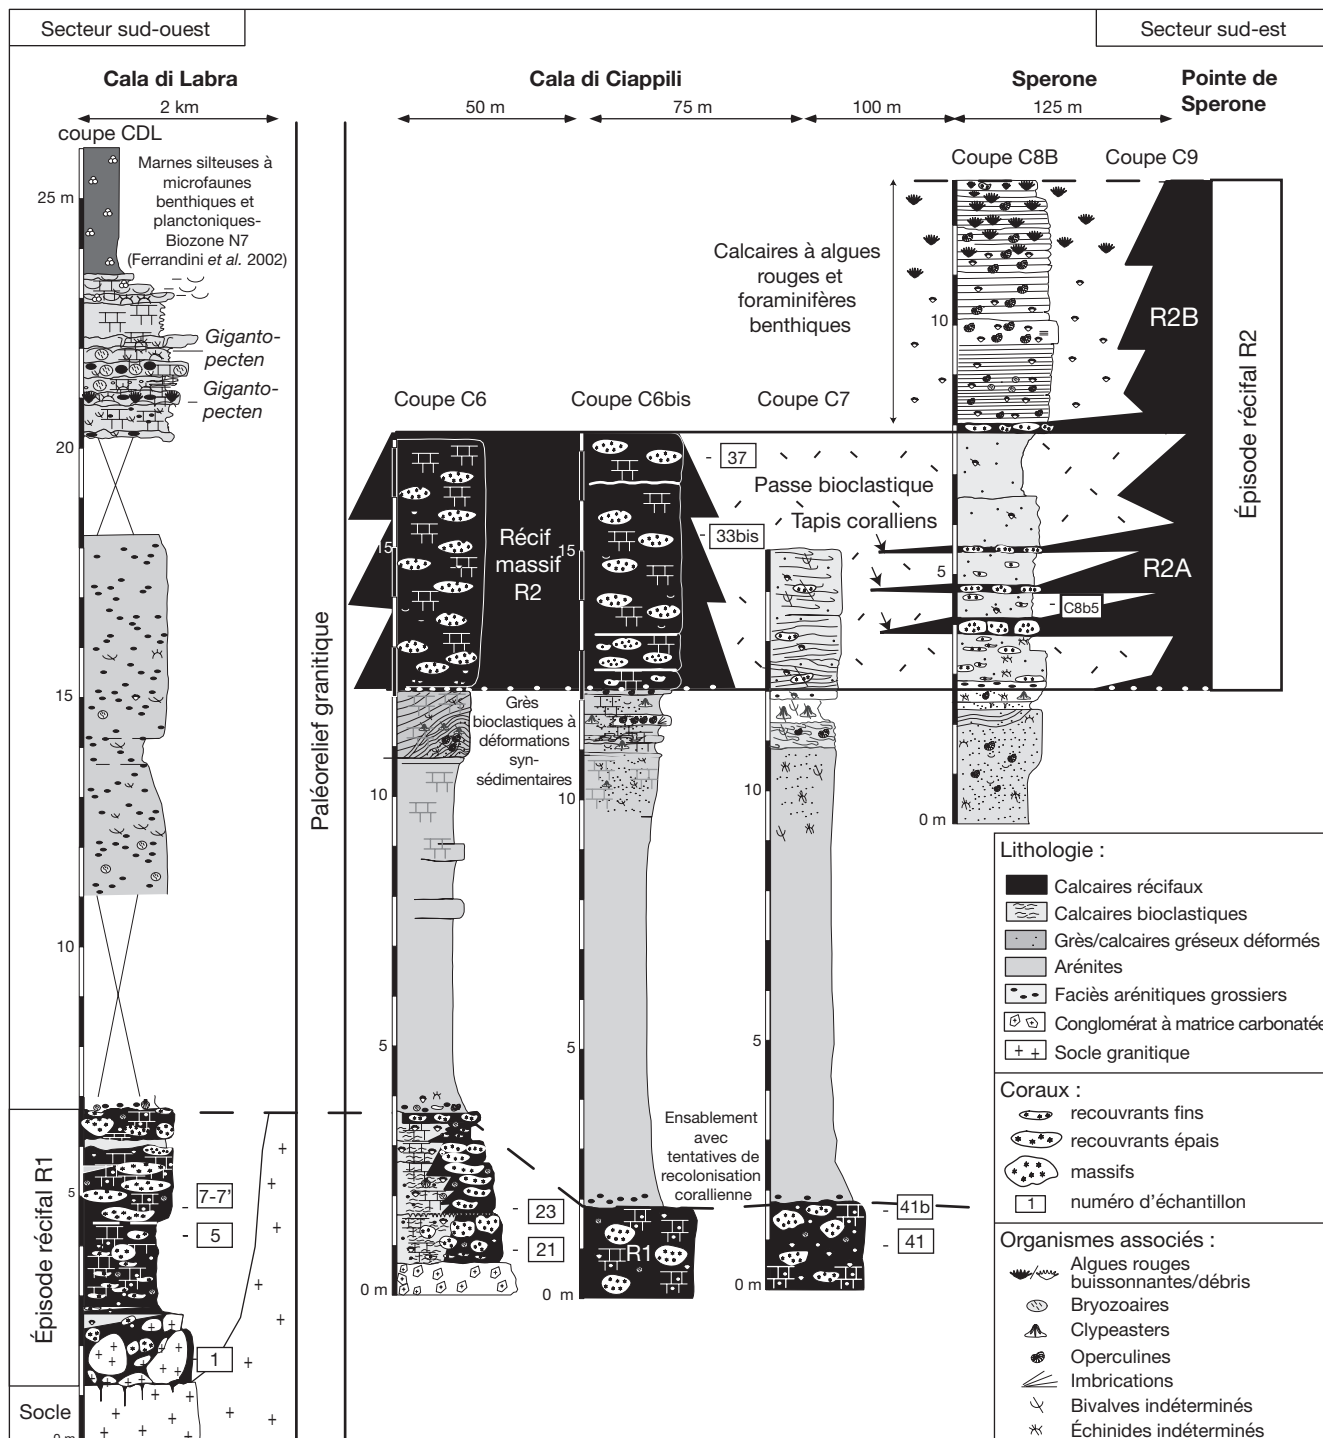 Secteur sud-ouest
Secteur sud-est
Cala di Labra
Cala di Ciappili
Sperone
Pointe de
Sperone
2 km
50 m
75 m
100 m
125 m
coupe CDL
Marnes silteuses à
microfaunes
benthiques et
planctoniques-
Biozone N7
(Ferrandini et al. 2002)
25 m
Giganto-
pecten
Giganto-
pecten
20
15
10
5
0 m
Épisode récifal R1
Socle
7-7'
5
1
Paléorelief granitique
Coupe C6
Coupe C6bis
Coupe C7
Coupe C8B
Coupe C9
Calcaires à algues
rouges et
foraminifères
benthiques
Récif
massif
R2
15
10
5
0 m
15
10
5
0 m
10
5
0 m
10
5
0 m
Grès
bioclastiques à
déformations
syn-
sédimentaires
37
33bis
Passe bioclastique
Tapis coralliens
C8b5
R2B
R2A
Épisode récifal R2
Ensablement
avec
tentatives de
recolonisation
corallienne
23
21
R1
41b
41
Lithologie :
Calcaires récifaux
Calcaires bioclastiques
Grès/calcaires gréseux déformés
Arénites
Faciès arénitiques grossiers
Conglomérat à matrice carbonatée
Socle granitique
Coraux :
recouvrants fins
recouvrants épais
massifs
1
numéro d'échantillon
Organismes associés :
Algues rouges
buissonnantes/débris
Bryozoaires
Clypeasters
Operculines
Imbrications
Bivalves indéterminés
Échinides indéterminés